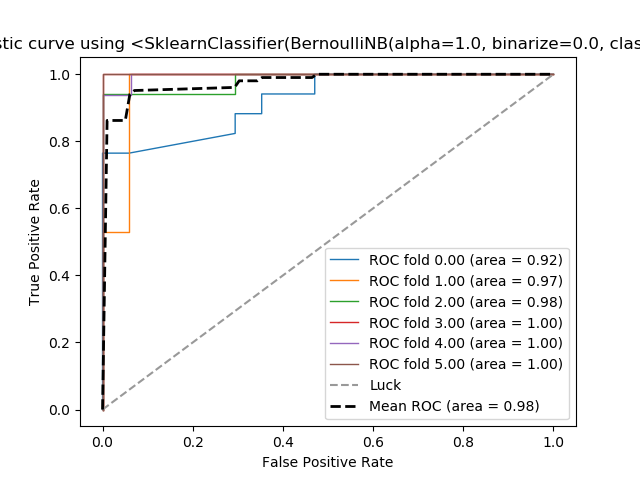 stic curve using <SklearnClassifier(BernoulliNB(alpha=1.0, binarize=0.0, clas
1.0
0.8
0.6
0.4
0.2
0.0
True Positive Rate
0.0 0.2 0.4 0.6 0.8 1.0
False Positive Rate
ROC fold 0.00 (area = 0.92)
ROC fold 1.00 (area = 0.97)
ROC fold 2.00 (area = 0.98)
ROC fold 3.00 (area = 1.00)
ROC fold 4.00 (area = 1.00)
ROC fold 5.00 (area = 1.00)
Luck
Mean ROC (area = 0.98)